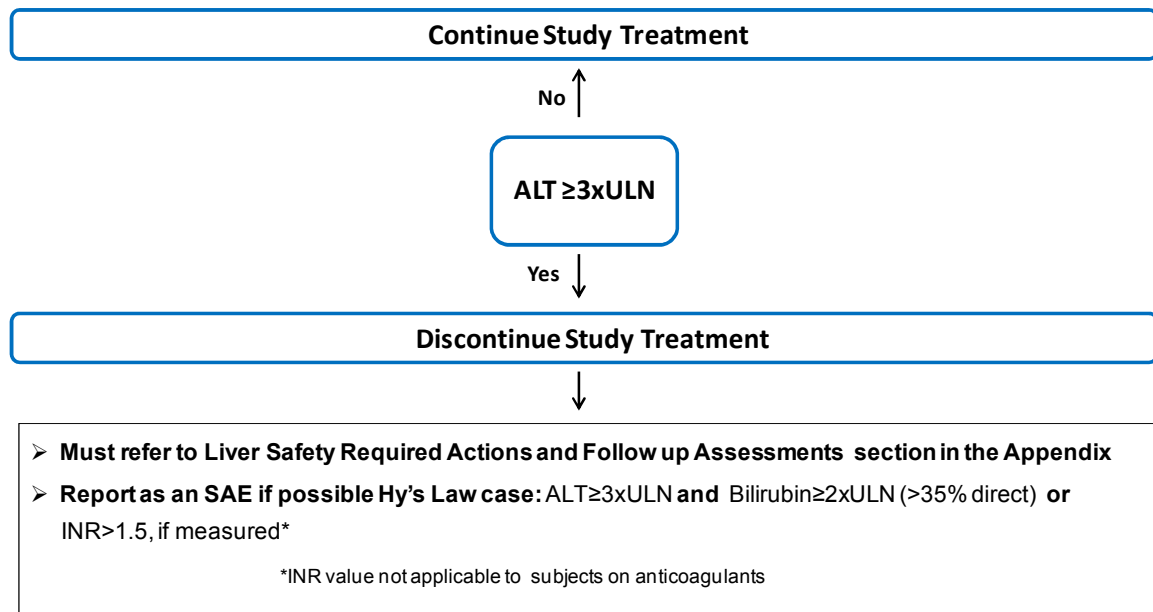 Continue Study Treatment
No
ALT ≥3xULN
Yes
Discontinue Study Treatment
➢ Must refer to Liver Safety Required Actions and Follow up Assessments section in the Appendix
➢ Report as an SAE if possible Hy's Law case: ALT≥3xULN and Bilirubin≥2xULN (>35% direct) or
INR>1.5, if measured*
*INR value not applicable to subjects on anticoagulants